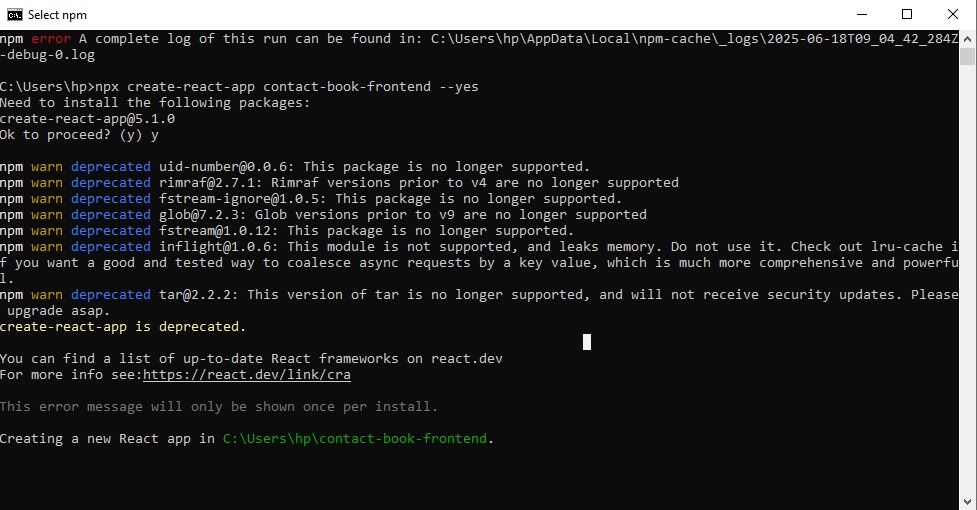 Select npm
npm error A complete log of this run can be found in: C:\Users\hp\AppData\Local\npm-cache\_logs\2025-06-18T09_04_42_284Z
-debug-0.log
C:\Users\hp>npx create-react-app contact-book-frontend --yes
Need to install the following packages:
create-react-app@5.1.0
Ok to proceed? (y) y
npm warn deprecated uid-number@0.0.6: This package is no longer supported.
npm warn deprecated rimraf@2.7.1: Rimraf versions prior to v4 are no longer supported
npm warn deprecated fstream-ignore@1.0.5: This package is no longer supported.
npm warn deprecated glob@7.2.3: Glob versions prior to v9 are no longer supported
npm warn deprecated fstream@1.0.12: This package is no longer supported.
npm warn deprecated inflight@1.0.6: This module is not supported, and leaks memory. Do not use it. Check out lru-cache i
f you want a good and tested way to coalesce async requests by a key value, which is much more comprehensive and powerfu
l.
npm warn deprecated tar@2.2.2: This version of tar is no longer supported, and will not receive security updates. Please
 upgrade asap.
create-react-app is deprecated.
You can find a list of up-to-date React frameworks on react.dev
For more info see:https://react.dev/link/cra
This error message will only be shown once per install.
Creating a new React app in C:\Users\hp\contact-book-frontend.